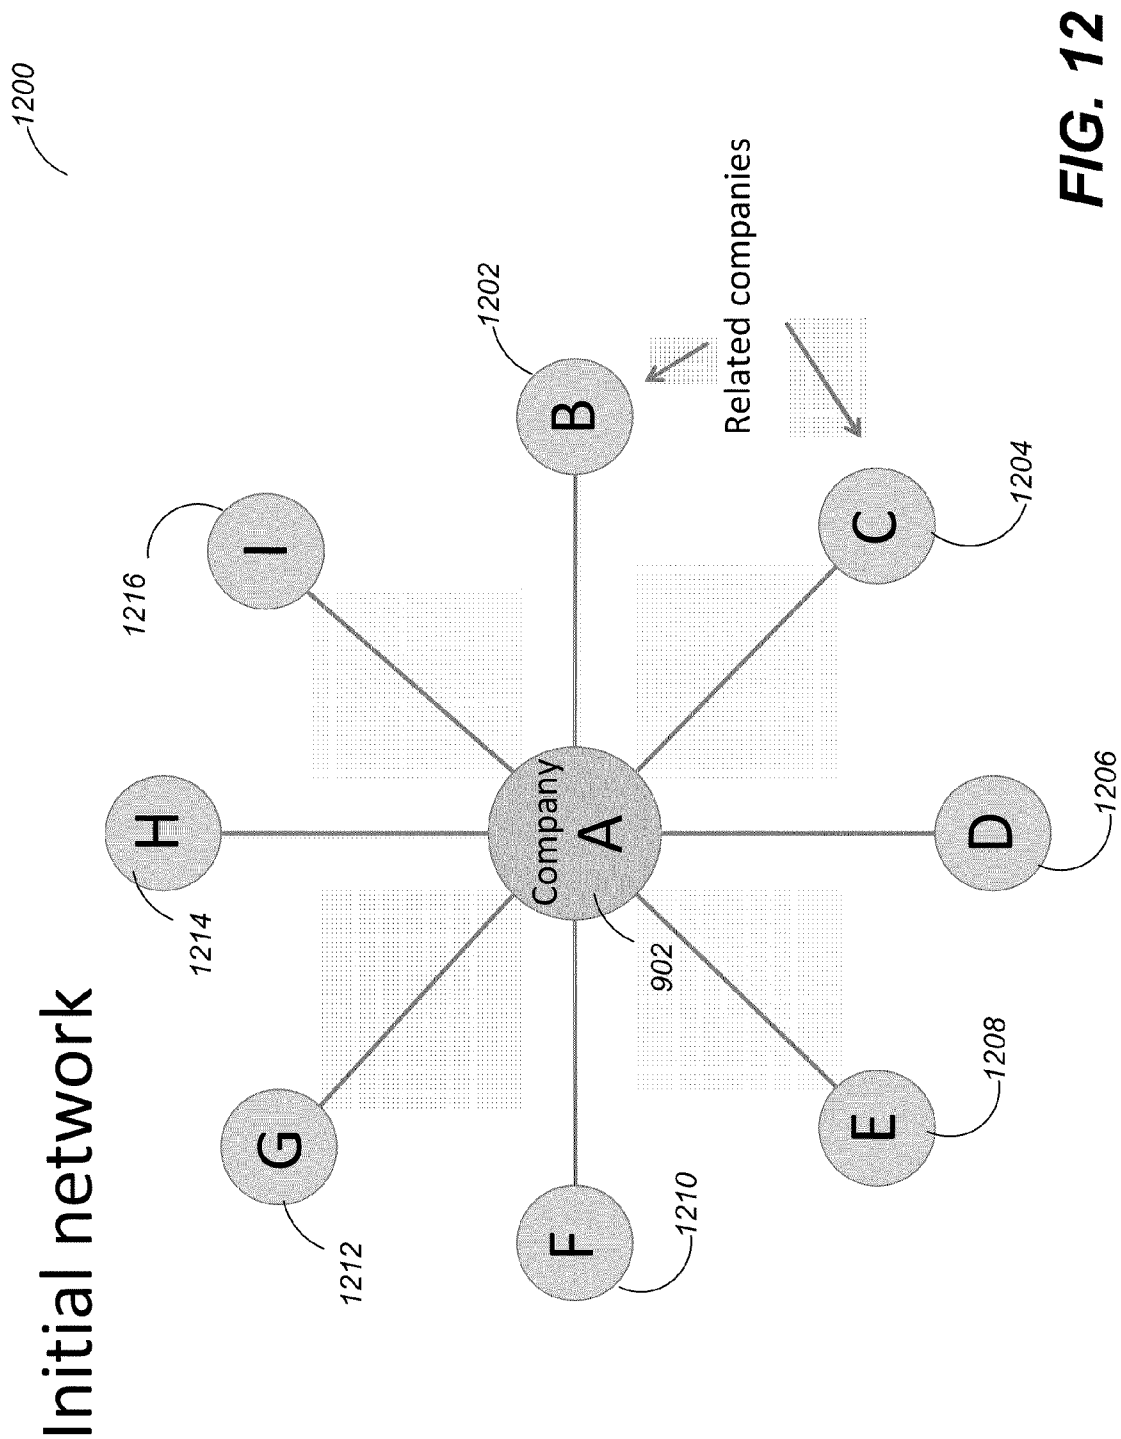 Initial network
1200
1214
H
1216
I
G
1212
Company
A
902
B
1202
F
1210
Related companies
E
1208
C
1204
D
1206
FIG. 12